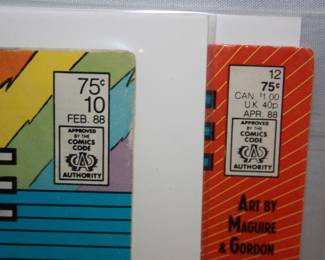 75¢
10
FEB. 88
APPROVED
BY THE
COMICS
CODE
CA
AUTHORITY
12
75¢
CAN. $1.00
U.K. 40p
APR. 88
APPROVED
BY THE
COMICS
CODE
CA
AUTHORITY
ART BY
MAGUIRE
& GORDON